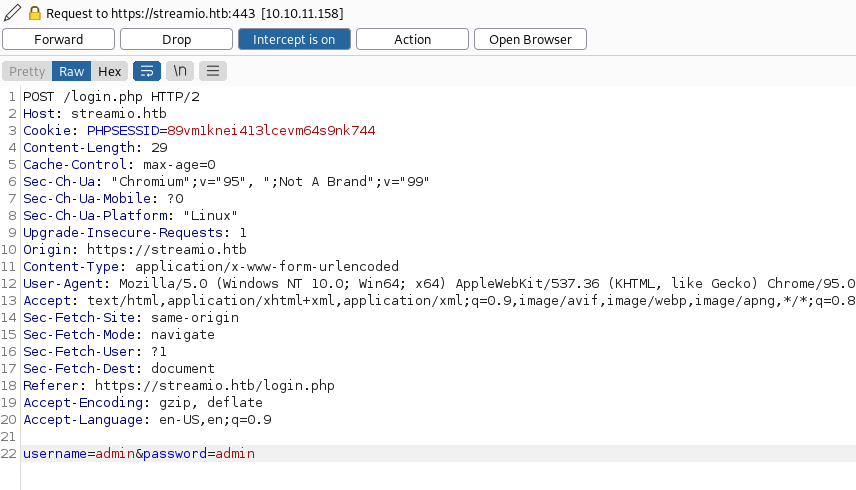 Request to https://streamio.htb:443 [10.10.11.158]
Forward Drop Intercept is on Action Open Browser
Pretty Raw Hex \n
1 POST /login.php HTTP/2
2 Host: streamio.htb
3 Cookie: PHPSESSID=89vm1knei413lcevm64s9nk744
4 Content-Length: 29
5 Cache-Control: max-age=0
6 Sec-Ch-Ua: "Chromium";v="95", ";Not A Brand";v="99"
7 Sec-Ch-Ua-Mobile: ?0
8 Sec-Ch-Ua-Platform: "Linux"
9 Upgrade-Insecure-Requests: 1
10 Origin: https://streamio.htb
11 Content-Type: application/x-www-form-urlencoded
12 User-Agent: Mozilla/5.0 (Windows NT 10.0; Win64; x64) AppleWebKit/537.36 (KHTML, like Gecko) Chrome/95.0
13 Accept: text/html,application/xhtml+xml,application/xml;q=0.9,image/avif,image/webp,image/apng,*/*;q=0.8
14 Sec-Fetch-Site: same-origin
15 Sec-Fetch-Mode: navigate
16 Sec-Fetch-User: ?1
17 Sec-Fetch-Dest: document
18 Referer: https://streamio.htb/login.php
19 Accept-Encoding: gzip, deflate
20 Accept-Language: en-US,en;q=0.9
21
22 username=admin&password=admin